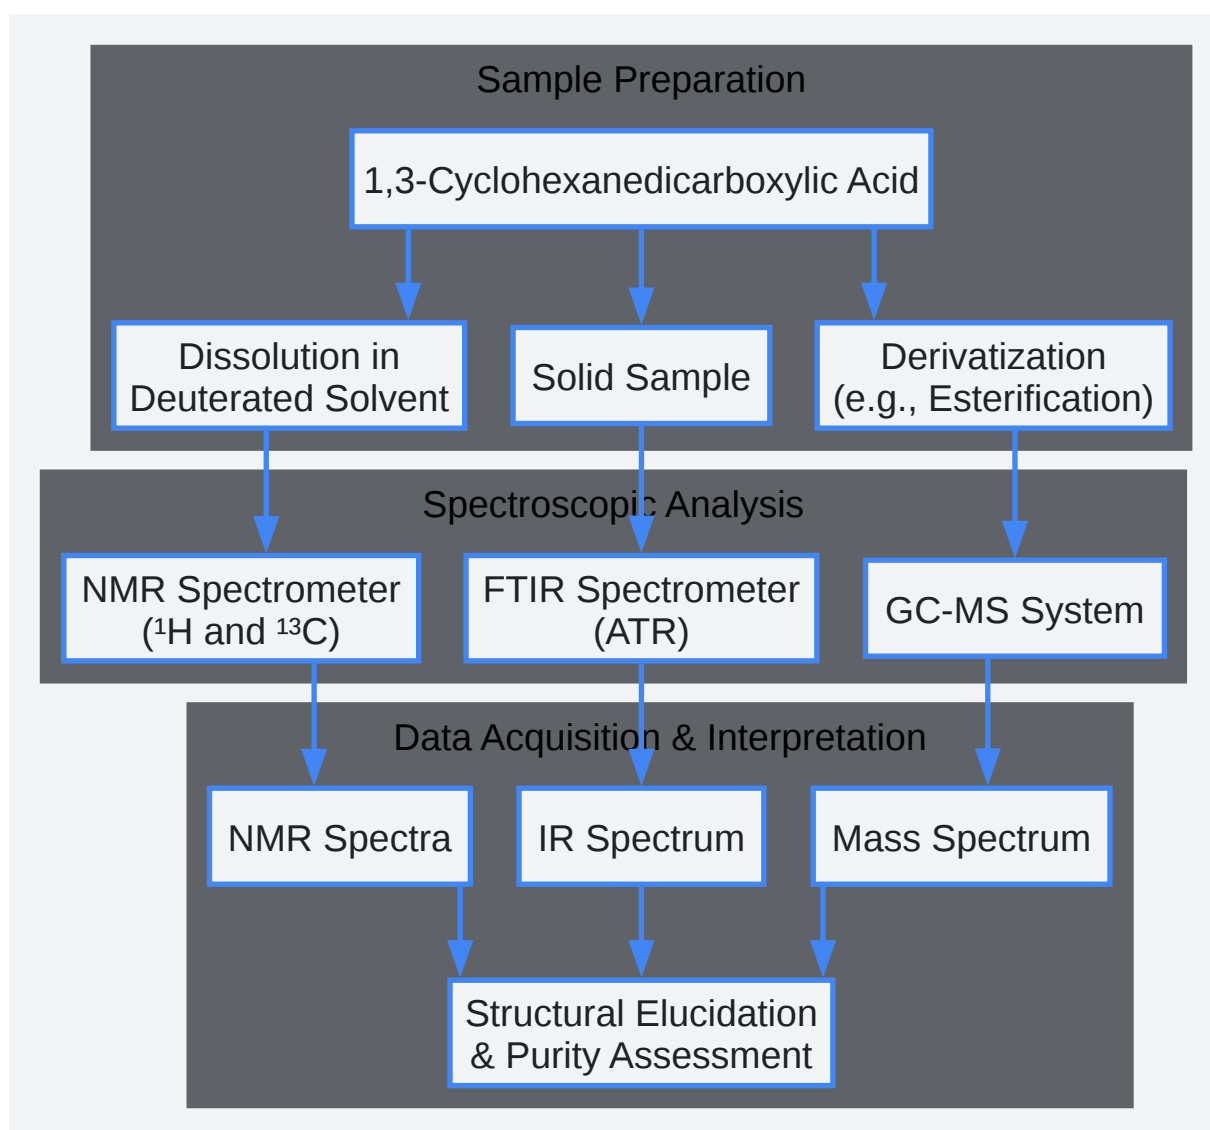 Sample Preparation
1,3-Cyclohexanedicarboxylic Acid
Dissolution in
Deuterated Solvent
Solid Sample
Derivatization
(e.g., Esterification)
Spectroscopic Analysis
NMR Spectrometer
(¹H and ¹³C)
FTIR Spectrometer
(ATR)
GC-MS System
Data Acquisition & Interpretation
NMR Spectra
IR Spectrum
Mass Spectrum
Structural Elucidation
& Purity Assessment